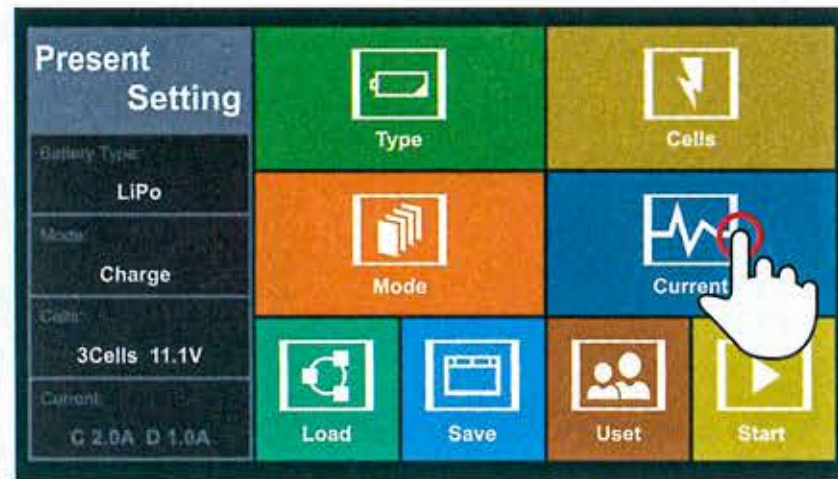 Present
Setting
Battery Type:
LiPo
Mode:
Charge
Cells:
3Cells 11.1V
Current:
C 2.0A D 1.0A
Type
Cells
Mode
Current
Load
Save
Uset
Start